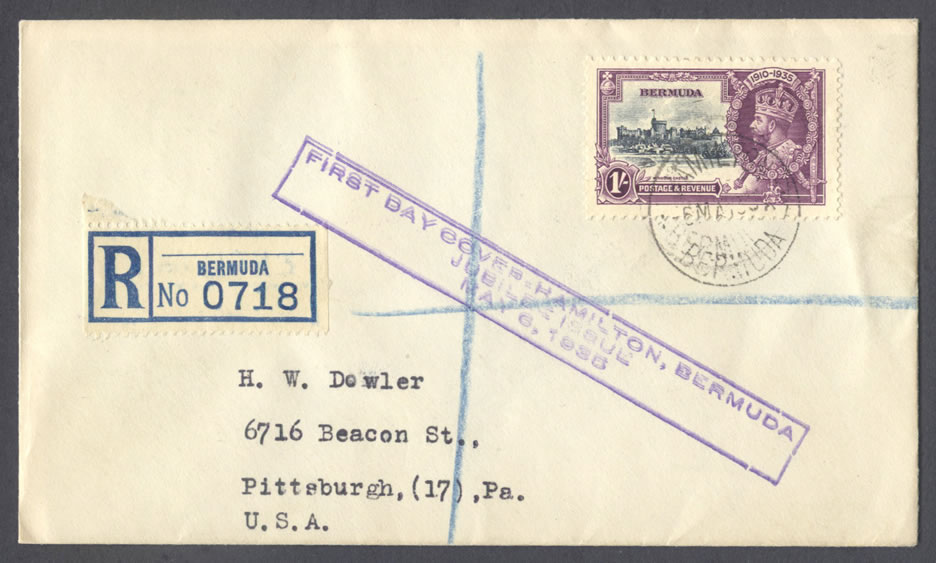 1910-1935
BERMUDA
1/-
POSTAGE & REVENUE
FIRST DAY COVER-HAMILTON, BERMUDA
JUBILEE ISSUE
MAY 6, 1935
R
BERMUDA
No 0718
BERMUDA
H. W. Dowler
6716 Beacon St.,
Pittsburgh,(17),Pa.
U.S.A.